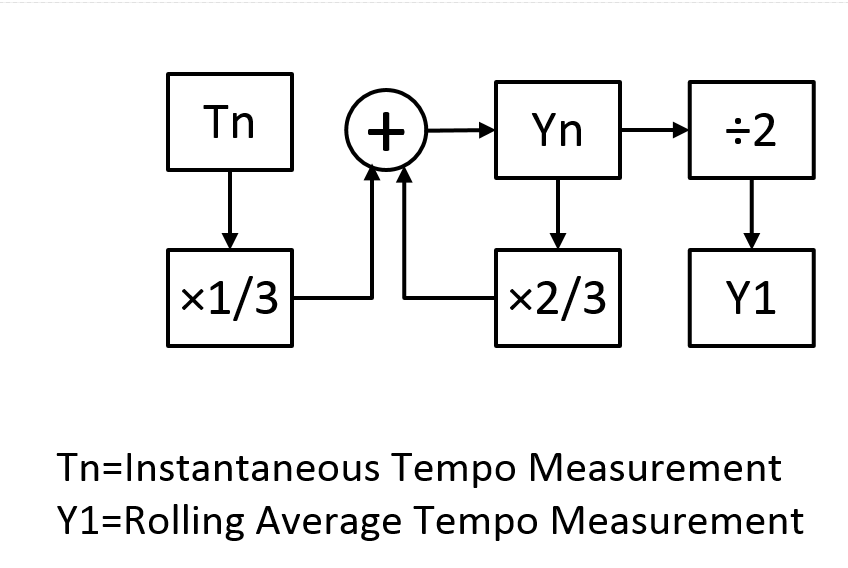 Tn
+
Yn
÷2
×1/3
×2/3
Y1
Tn=Instantaneous Tempo Measurement
Y1=Rolling Average Tempo Measurement